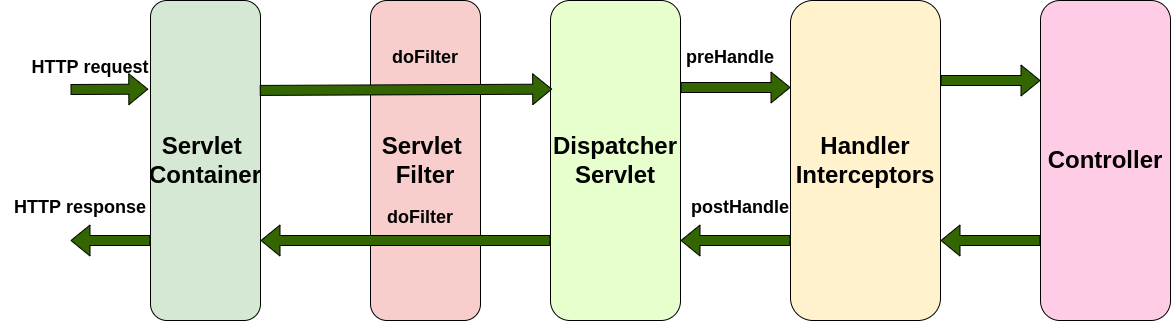 HTTP request
doFilter
preHandle
Servlet
Container
Servlet
Filter
Dispatcher
Servlet
Handler
Interceptors
Controller
HTTP response
doFilter
postHandle